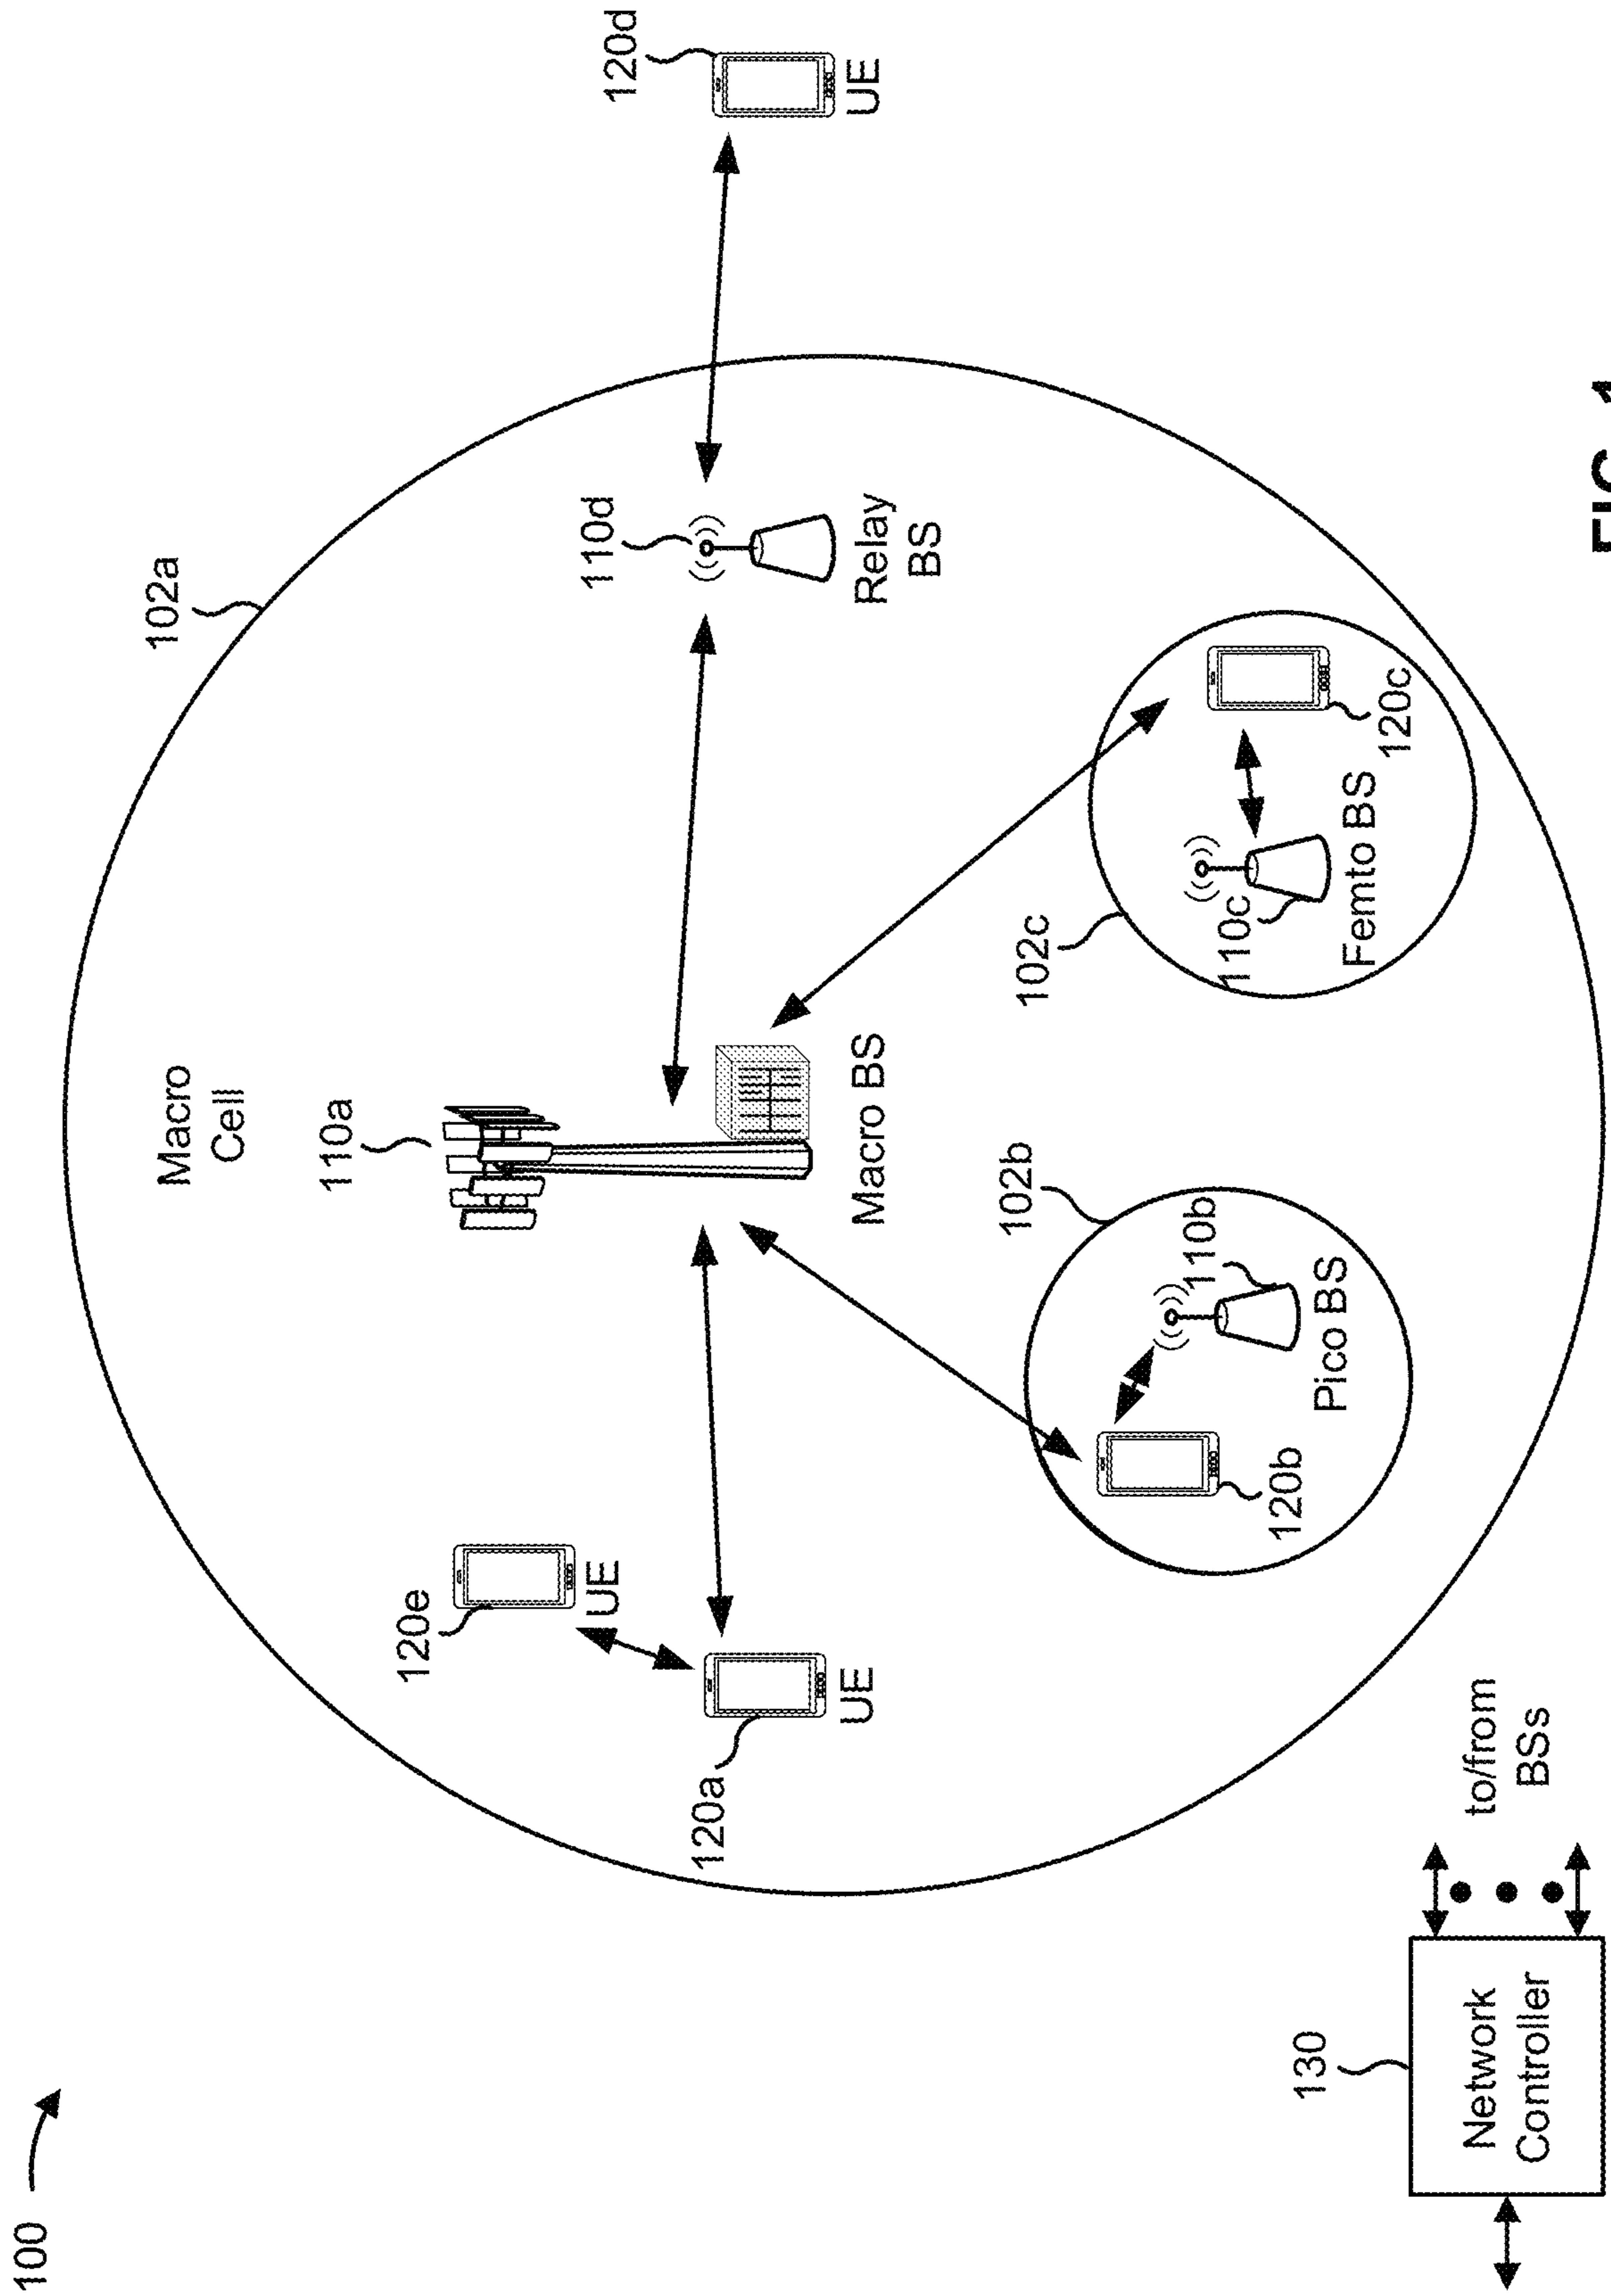 100
102a
Macro
Cell
110a
120d
UE
110d
Relay
BS
120e
UE
120a
UE
Macro BS
102b
110b
Pico BS
120b
102c
110c
Femto BS
120c
130
Network
Controller
to/from
BSs